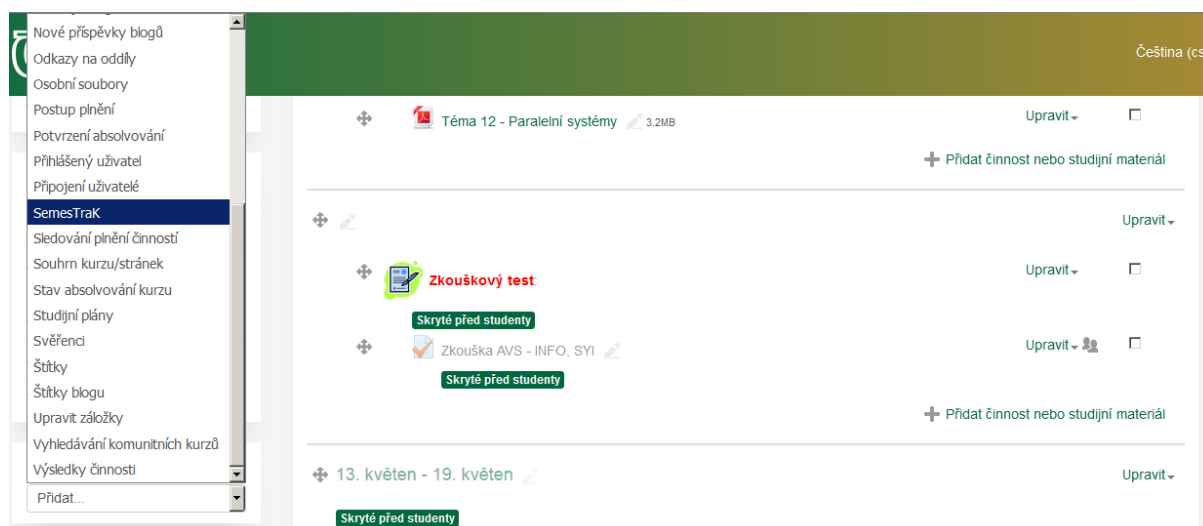 Nové příspěvky blogů
Odkazy na oddíly
Osobní soubory
Postup plnění
Potvrzení absolvování
Přihlášený uživatel
Připojení uživatelé
SemesTraK
Sledování plnění činností
Souhrn kurzu/stránek
Stav absolvování kurzu
Studijní plány
Svěřenci
Štítky
Štítky blogu
Upravit záložky
Vyhledávání komunitních kurzů
Výsledky činnosti
Přidat...
Čeština (cs
Téma 12 - Paralelní systémy 3.2MB Upravit
Přidat činnost nebo studijní materiál
Upravit
Zkouškový test: Upravit
Skryté před studenty
Zkouška AVS - INFO, SYI Upravit
Skryté před studenty
Přidat činnost nebo studijní materiál
13. květen - 19. květen Upravit
Skryté před studenty